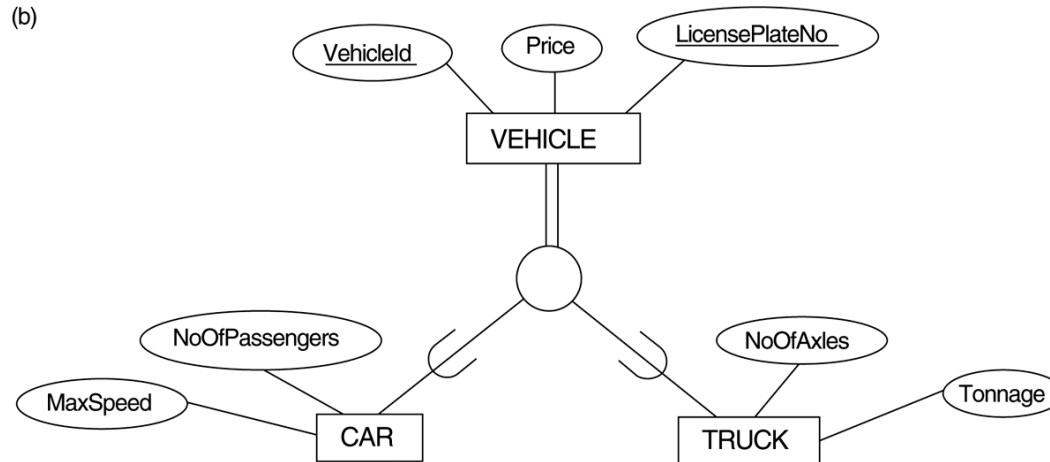 (b)
VehicleId
Price
LicensePlateNo
VEHICLE
NoOfPassengers
NoOfAxles
MaxSpeed
Tonnage
CAR
TRUCK